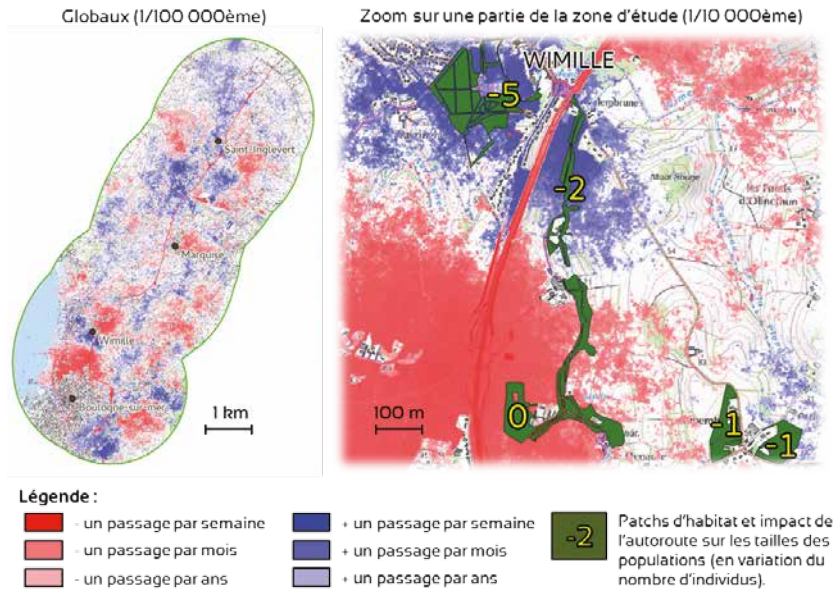 Globaux (1/100 000ème)
Zoom sur une partie de la zone d'étude (1/10 000ème)
Saint-Inglevert
Marquise
Wimille
Boulogne-sur-mer
1 km
WIMILLE
-5
-2
0
-1
-1
100 m
Légende :
- un passage par semaine
- un passage par mois
- un passage par ans
+ un passage par semaine
+ un passage par mois
+ un passage par ans
-2
Patchs d'habitat et impact de
l'autoroute sur les tailles des
populations (en variation du
nombre d'individus).